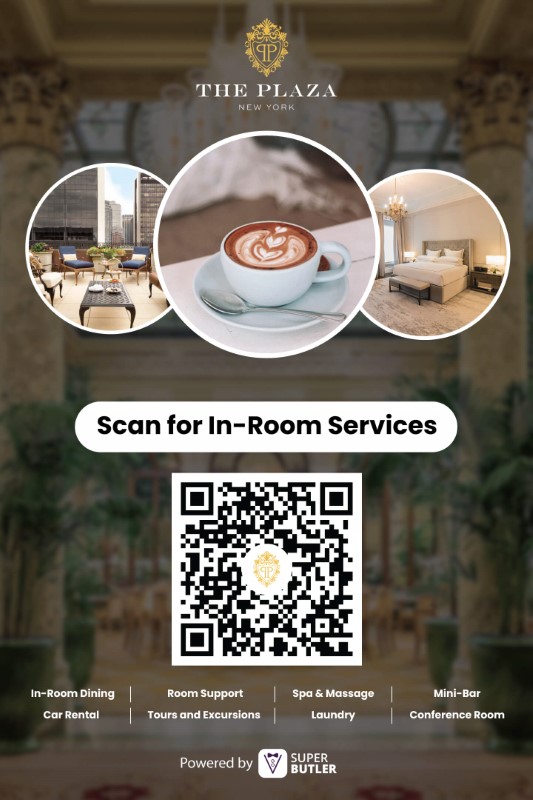 THE PLAZA
NEW YORK
Scan for In-Room Services
In-Room Dining
Room Support
Spa & Massage
Mini-Bar
Car Rental
Tours and Excursions
Laundry
Conference Room
Powered by SUPER BUTLER